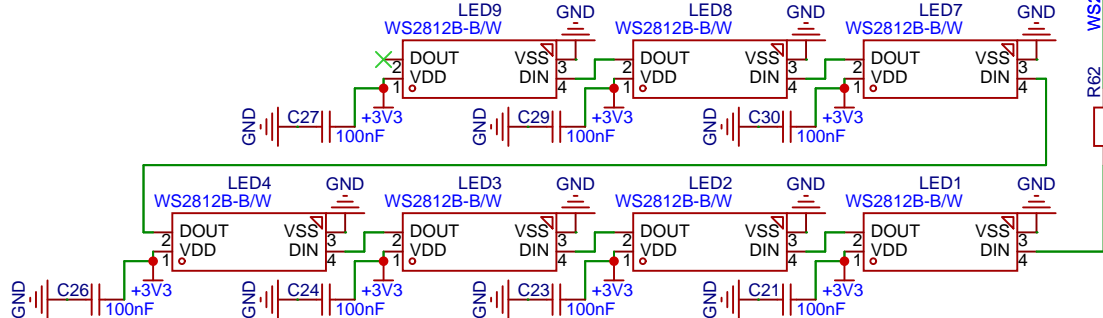 LED9 GND LED8 GND LED7 GND
WS2812B-B/W WS2812B-B/W WS2812B-B/W
DOUT VSS DOUT VSS DOUT VSS
2 3 2 3 2 3
VDD DIN VDD DIN VDD DIN
1 4 1 4 1 4
R62
GND C27 +3V3 GND C29 +3V3 GND C30 +3V3
100nF 100nF 100nF
LED4 GND LED3 GND LED2 GND LED1 GND
WS2812B-B/W WS2812B-B/W WS2812B-B/W WS2812B-B/W
DOUT VSS DOUT VSS DOUT VSS DOUT VSS
2 3 2 3 2 3 2 3
VDD DIN VDD DIN VDD DIN VDD DIN
1 4 1 4 1 4 1 4
GND C26 +3V3 GND C24 +3V3 GND C23 +3V3 GND C21 +3V3
100nF 100nF 100nF 100nF